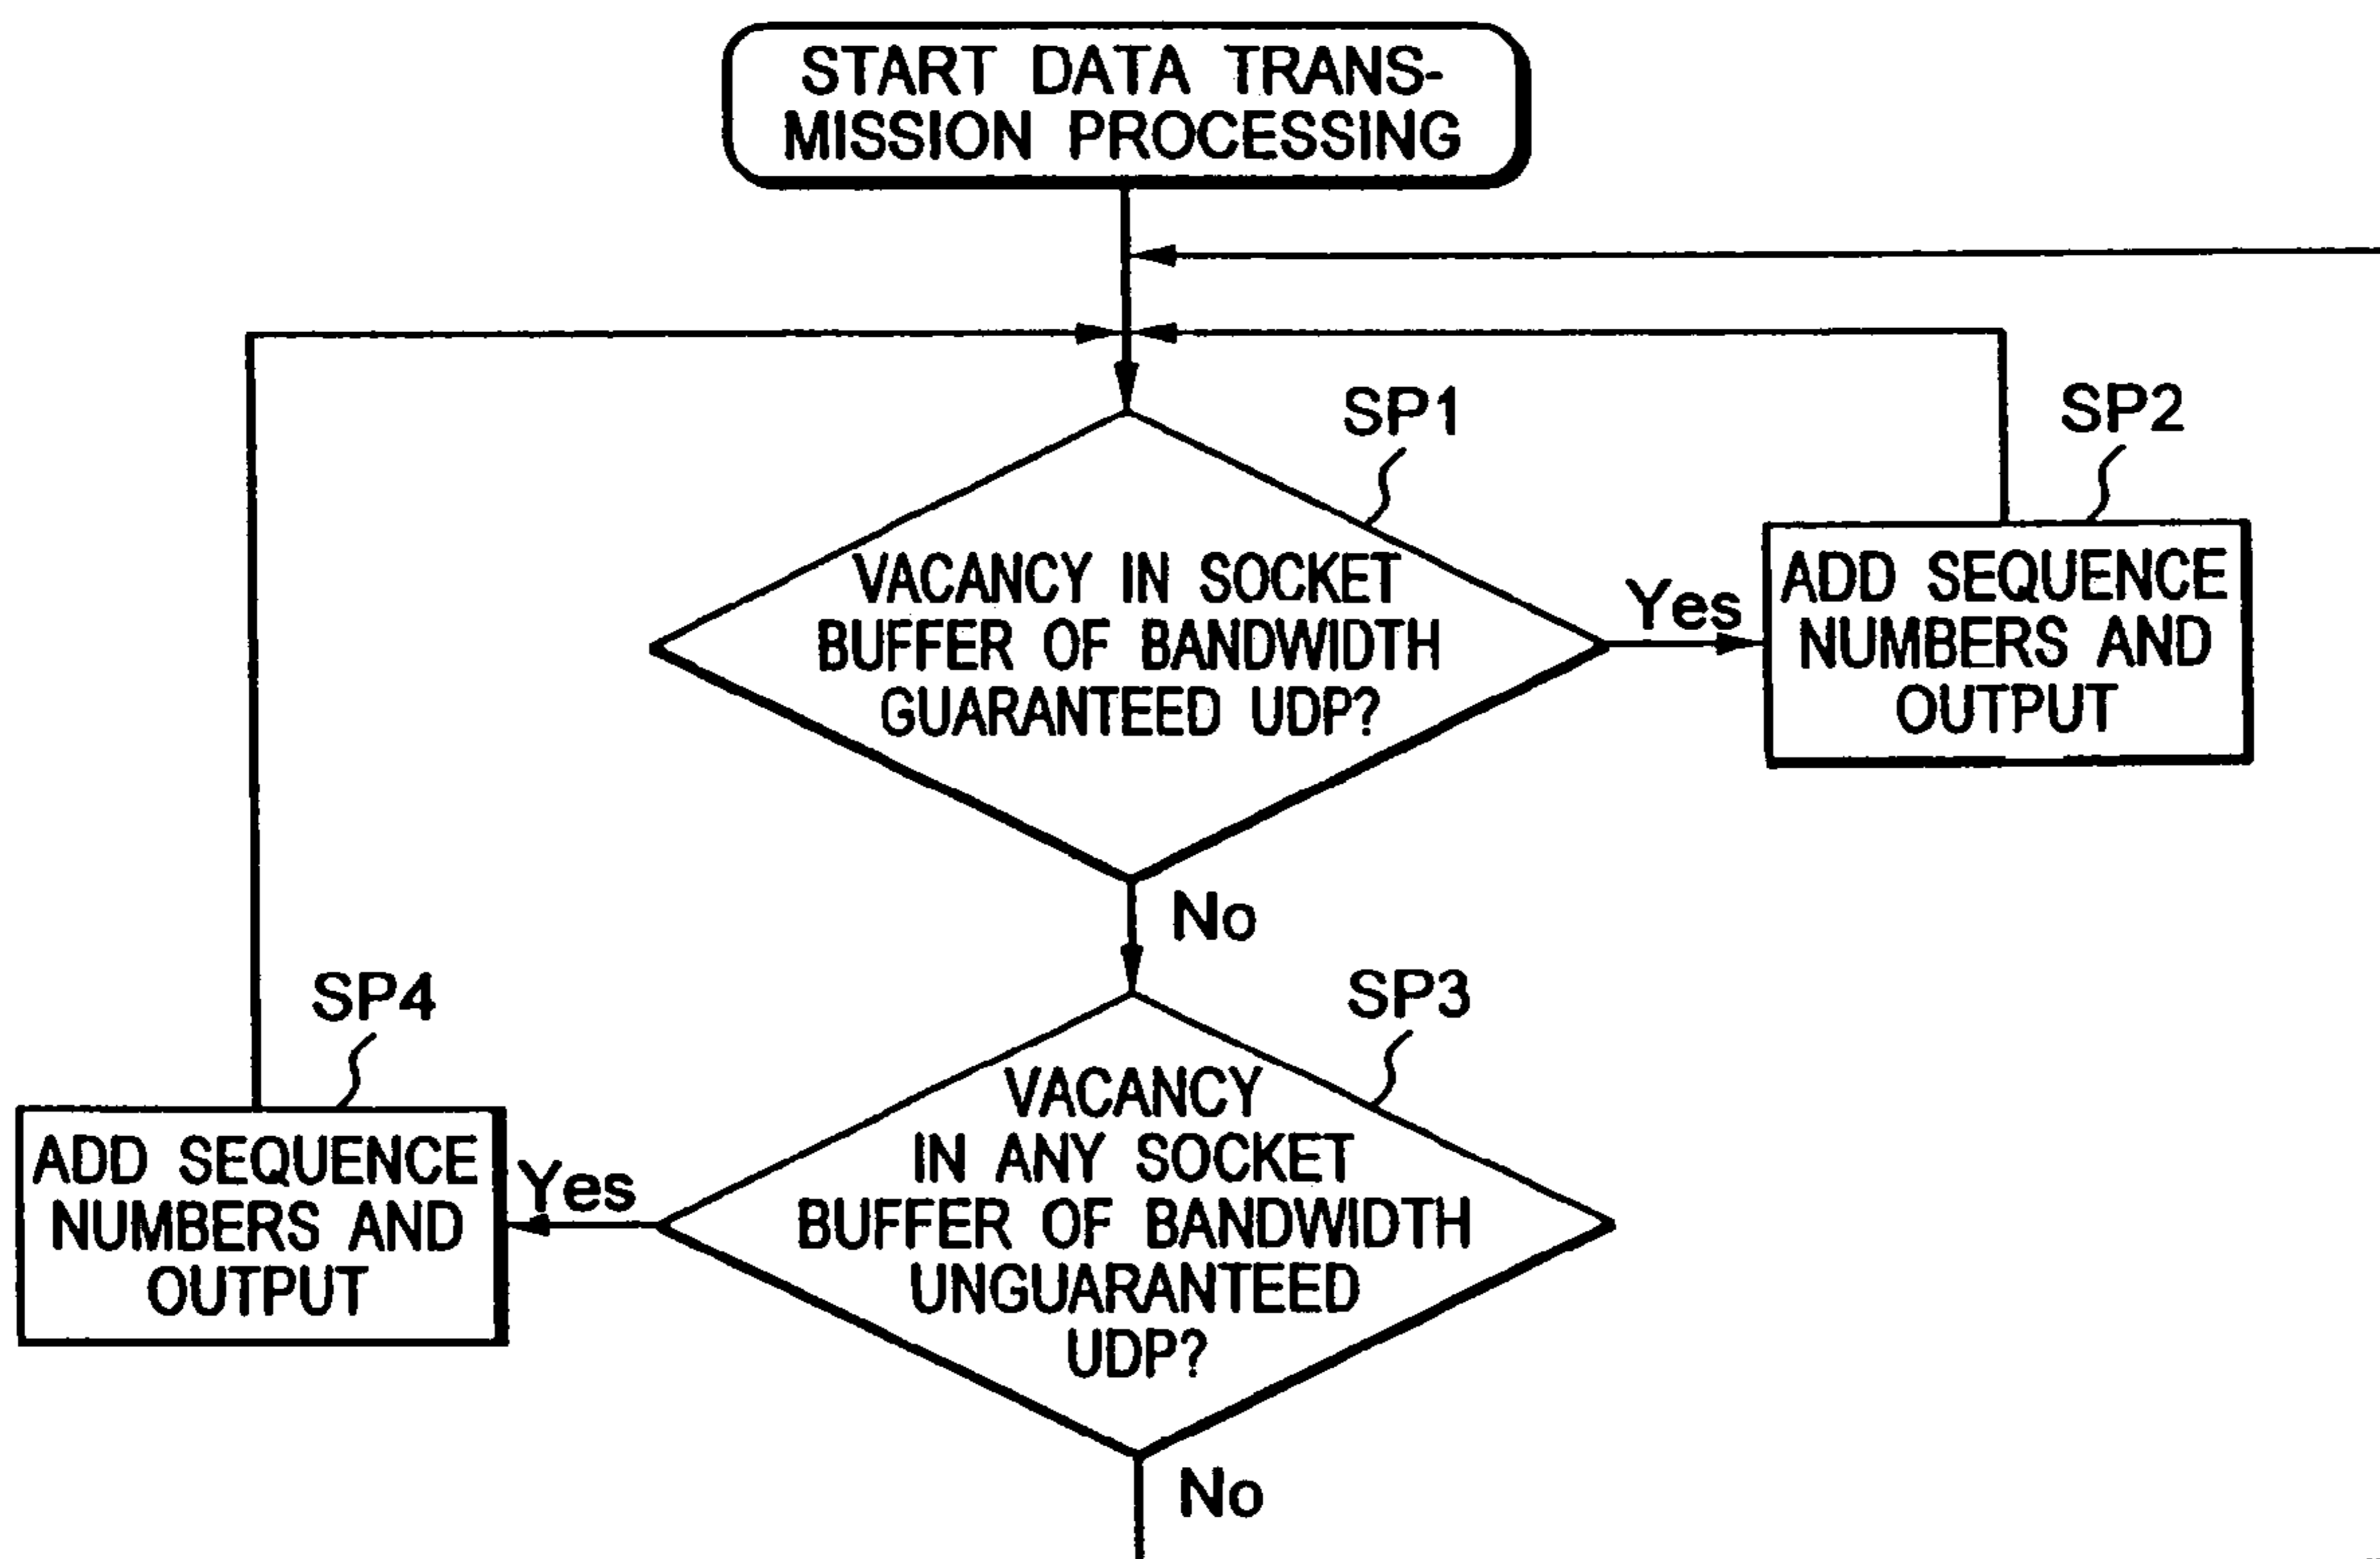 START DATA TRANS-
MISSION PROCESSING
SP1
SP2
VACANCY IN SOCKET
BUFFER OF BANDWIDTH
GUARANTEED UDP?
Yes
ADD SEQUENCE
NUMBERS AND
OUTPUT
No
SP4
SP3
ADD SEQUENCE
NUMBERS AND
OUTPUT
Yes
VACANCY
IN ANY SOCKET
BUFFER OF BANDWIDTH
UNGUARANTEED
UDP?
No